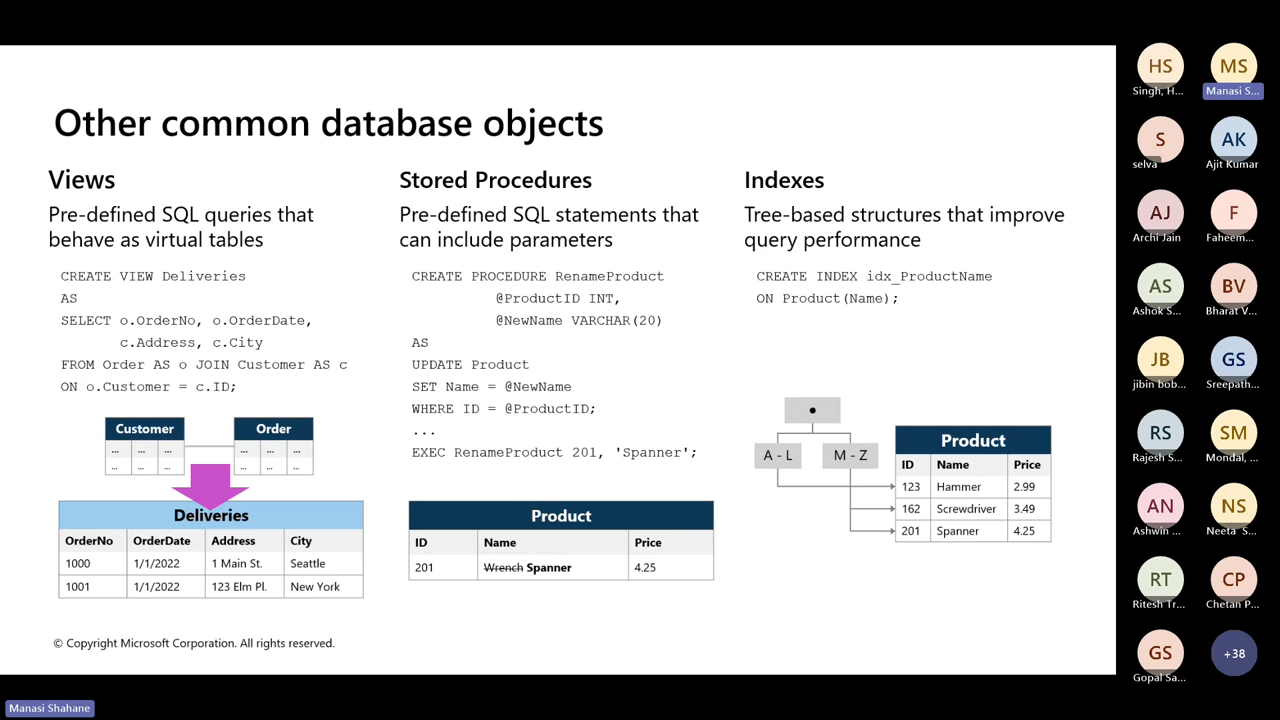 Other common database objects
Views
Pre-defined SQL queries that
behave as virtual tables
CREATE VIEW Deliveries
AS
SELECT o.OrderNo, o.OrderDate,
c.Address, c.City
FROM Order AS o JOIN Customer AS c
ON o.Customer = c.ID;
Customer
... ... ...
... ... ...
Order
... ... ...
... ... ...
Deliveries
OrderNo OrderDate Address City
1000 1/1/2022 1 Main St. Seattle
1001 1/1/2022 123 Elm Pl. New York
Stored Procedures
Pre-defined SQL statements that
can include parameters
CREATE PROCEDURE RenameProduct
@ProductID INT,
@NewName VARCHAR(20)
AS
UPDATE Product
SET Name = @NewName
WHERE ID = @ProductID;
...
EXEC RenameProduct 201, 'Spanner';
Product
ID Name Price
201 Wrench Spanner 4.25
Indexes
Tree-based structures that improve
query performance
CREATE INDEX idx_ProductName
ON Product(Name);
A - L
M - Z
Product
ID Name Price
123 Hammer 2.99
162 Screwdriver 3.49
201 Spanner 4.25
© Copyright Microsoft Corporation. All rights reserved.
HS
Singh, H...
MS
Manasi S...
S
selva
AK
Ajit Kumar
AJ
Archi Jain
F
Faheem...
AS
Ashok S...
BV
Bharat V...
JB
jibin bob...
GS
Sreepath...
RS
Rajesh S...
SM
Mondal, ...
AN
Ashwin ...
NS
Neeta S...
RT
Ritesh Tr...
CP
Chetan P...
GS
Gopal Sa...
+38
Manasi Shahane